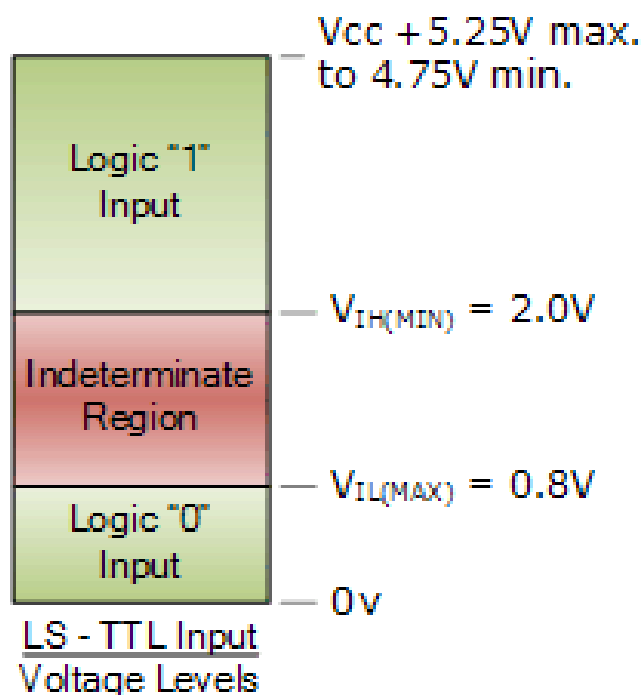 Vcc +5.25V max.
to 4.75V min.
Logic "1"
Input
VIH(MIN) = 2.0V
Indeterminate
Region
VIL(MAX) = 0.8V
Logic "0"
Input
0v
LS - TTL Input
Voltage Levels